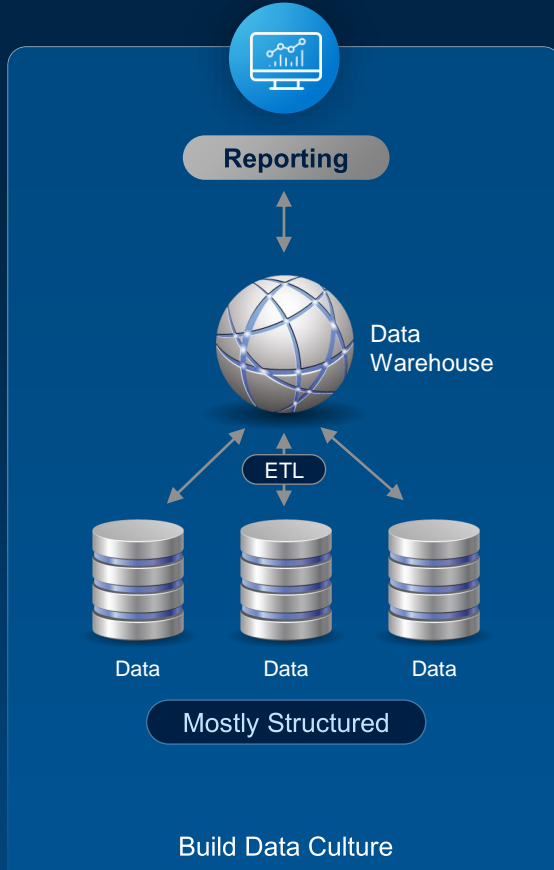 Reporting
Data
Warehouse
ETL
Data
Data
Data
Mostly Structured
Build Data Culture